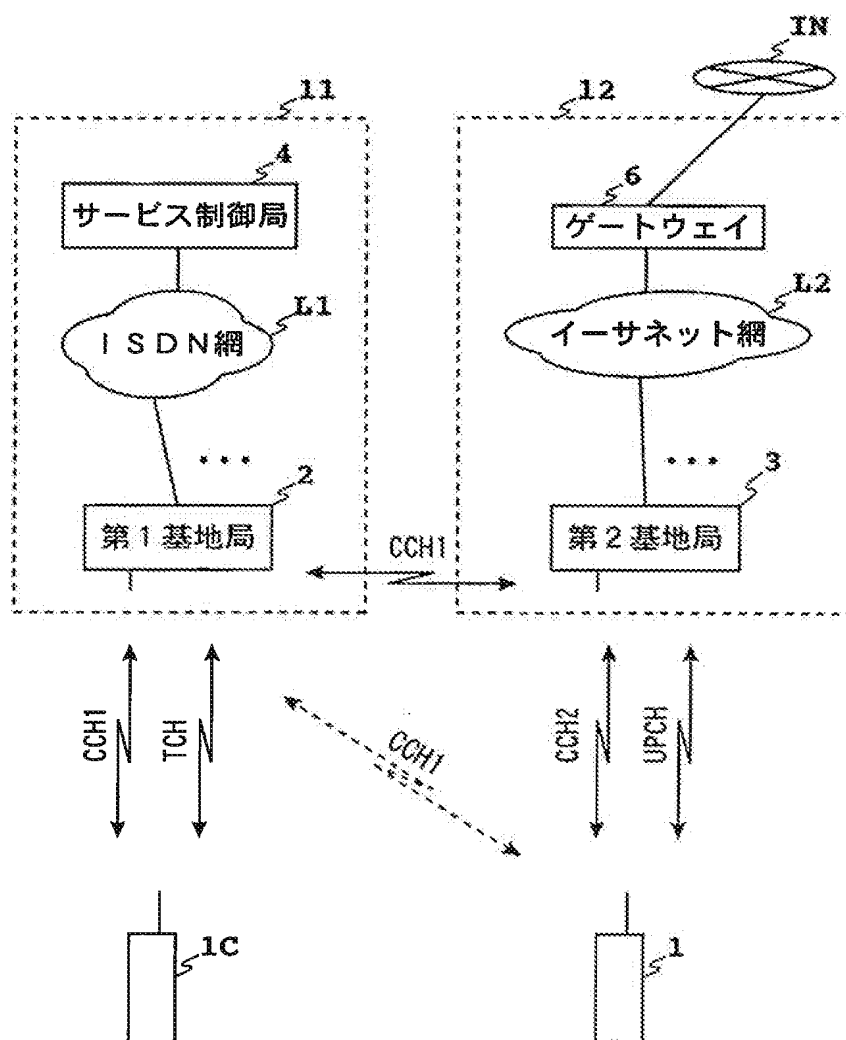 IN
11
12
4
サービス制御局
6
ゲートウェイ
L1
ISDN網
L2
イーサネット網
...
2
第1基地局
...
3
第2基地局
CCH1
CCH1
TCH
CCH1
CCH2
UPCH
1C
1